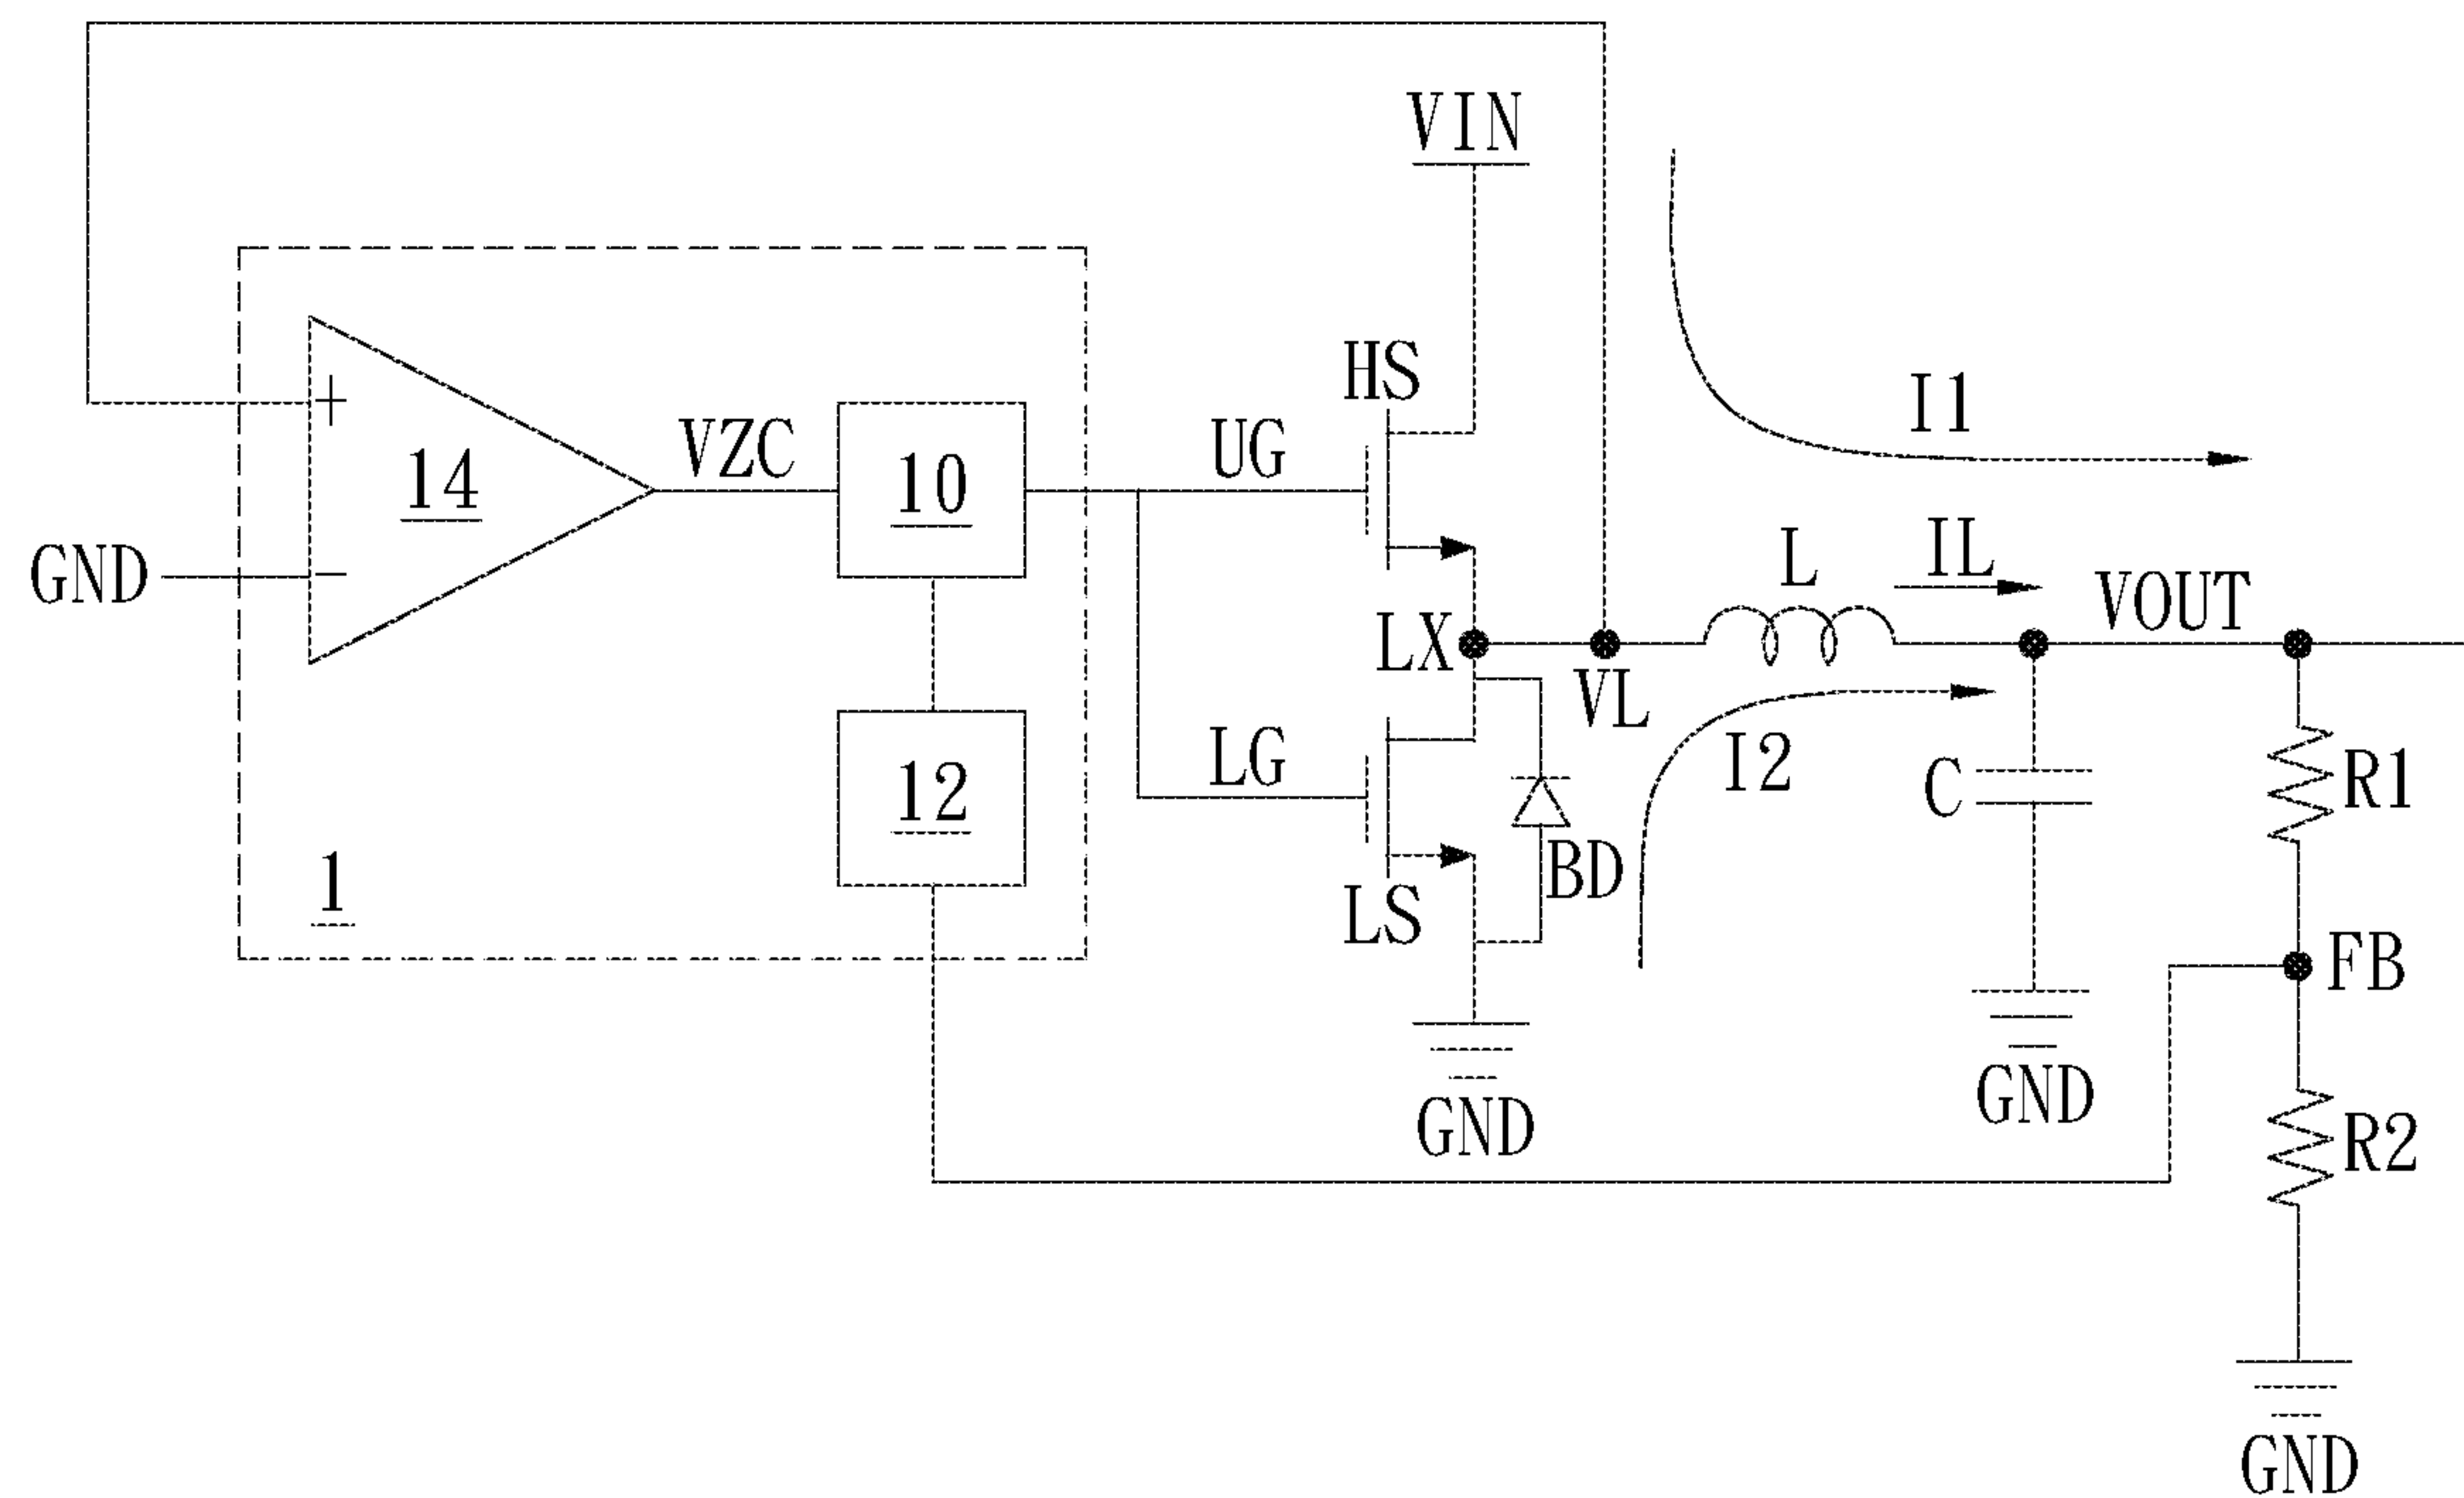 VIN
HS
I1
+
14
VZC
10
UG
GND
−
L
IL
VOUT
LX
VL
LG
12
I2
C
R1
BD
1
LS
FB
GND
GND
R2
GND